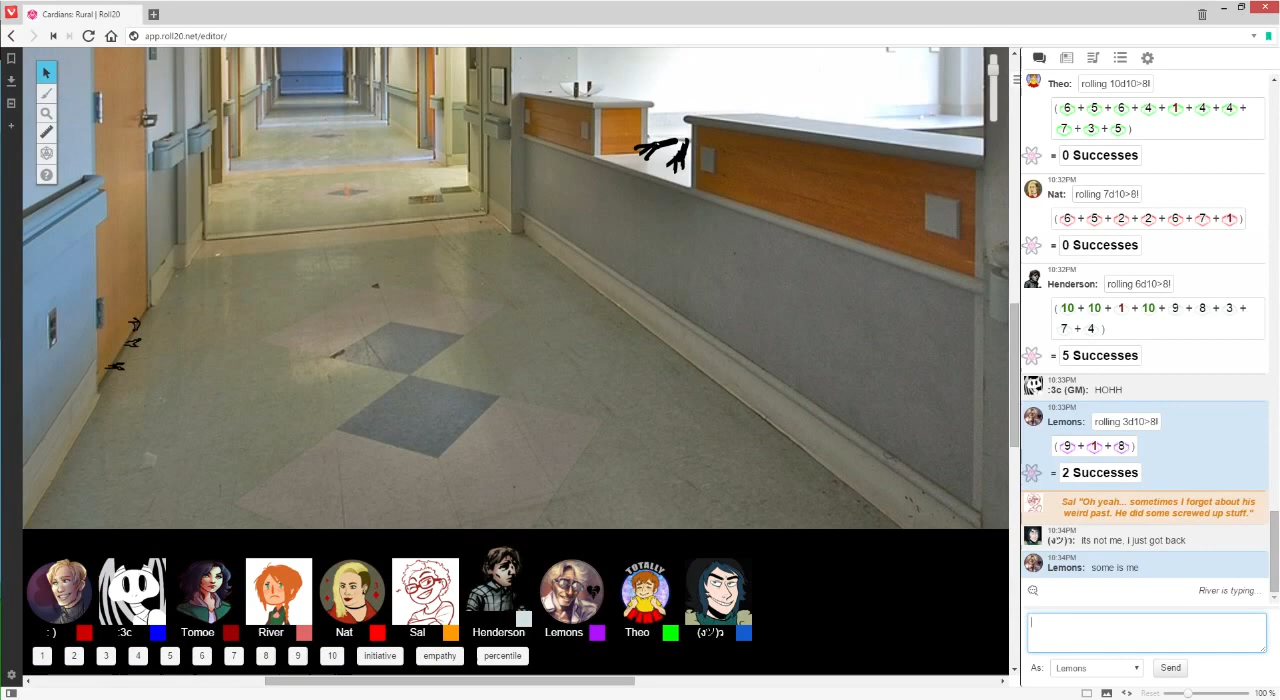 Cardians: Rural | Roll20
app.roll20.net/editor/
Theo: rolling 10d10>8!
(6+5+6+4+1+4+4+
7+3+5)
= 0 Successes
10:32PM
Nat: rolling 7d10>8!
(6+5+2+2+6+7+1)
= 0 Successes
10:32PM
Henderson: rolling 6d10>8!
(10+10+1+10+9+8+3+
7+4)
= 5 Successes
10:33PM
:3c (GM): HOHH
10:33PM
Lemons: rolling 3d10>8!
(9+1+8)
= 2 Successes
Sal "Oh yeah... sometimes I forget about his
weird past. He did some screwed up stuff."
10:34PM
(งツ)ว: its not me, i just got back
10:34PM
Lemons: some is me
River is typing...
As: Lemons Send
TOTALLY
: ) :3c Tomoe River Nat Sal Henderson Lemons Theo (งツ)ว
1 2 3 4 5 6 7 8 9 10 initiative empathy percentile
Reset 100 %